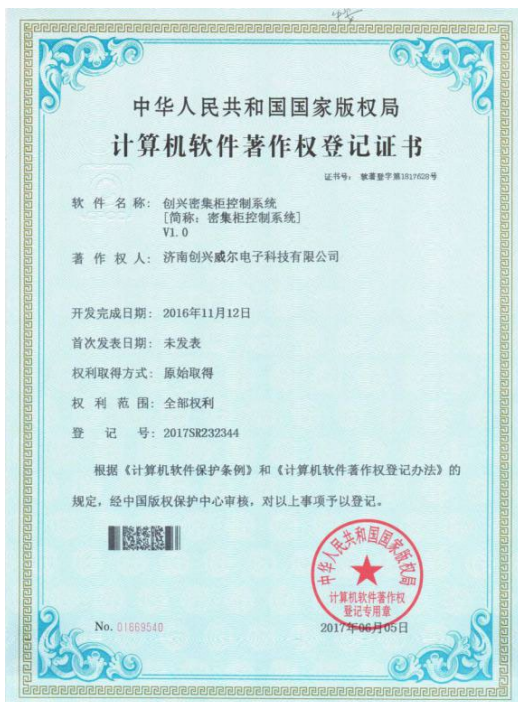 中华人民共和国国家版权局
计算机软件著作权登记证书
证书号： 软著登字第1817628号
软 件 名 称： 创兴密集柜控制系统
[简称：密集柜控制系统]
V1.0
著 作 权 人： 济南创兴威尔电子科技有限公司
开发完成日期： 2016年11月12日
首次发表日期： 未发表
权利取得方式： 原始取得
权 利 范 围： 全部权利
登 记 号： 2017SR232344
根据《计算机软件保护条例》和《计算机软件著作权登记办法》的
规定，经中国版权保护中心审核，对以上事项予以登记。
中华人民共和国国家版权局
计算机软件著作权
登记专用章
No. 01669540
2017年06月05日